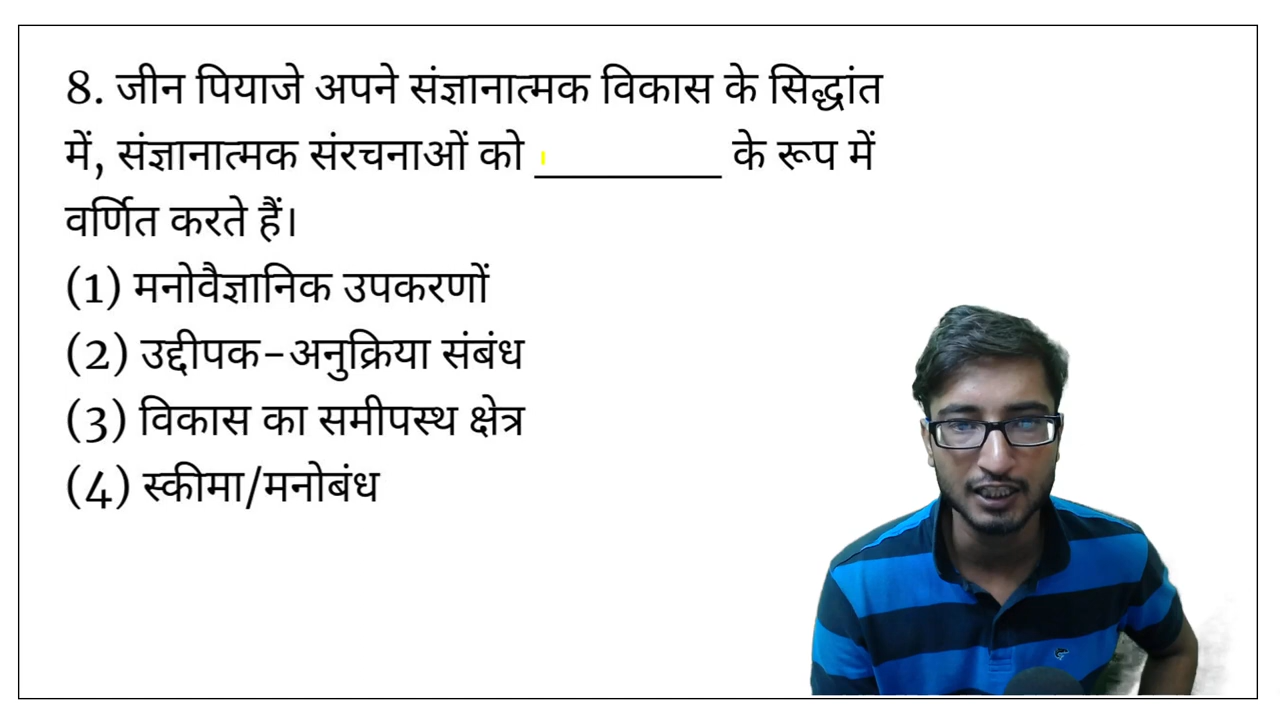 8. जीन पियाजे अपने संज्ञानात्मक विकास के सिद्धांत
में, संज्ञानात्मक संरचनाओं को __________ के रूप में
वर्णित करते हैं।
(1) मनोवैज्ञानिक उपकरणों
(2) उद्दीपक-अनुक्रिया संबंध
(3) विकास का समीपस्थ क्षेत्र
(4) स्कीमा/मनोबंध